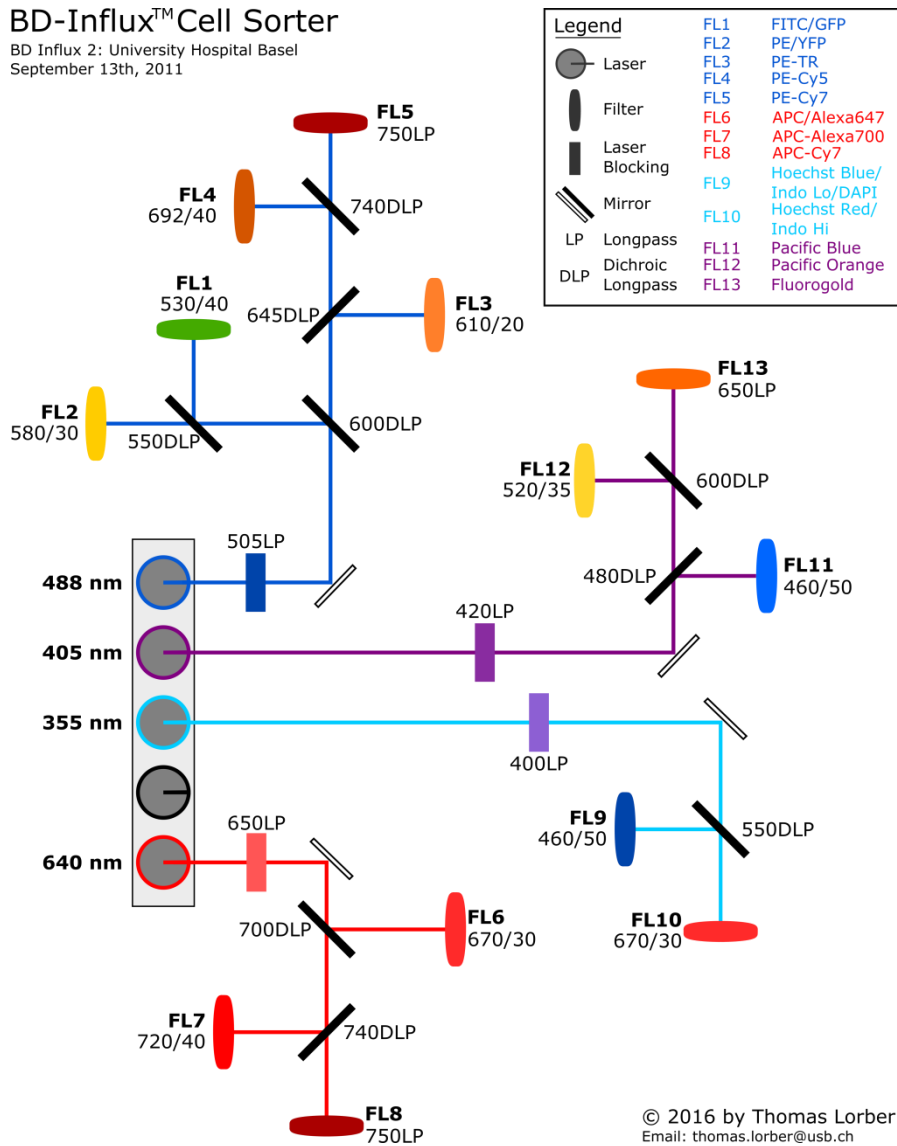 BD-Influx™ Cell Sorter
BD Influx 2: University Hospital Basel
September 13th, 2011
Legend
Laser
Filter
Laser
Blocking
Mirror
LP Longpass
DLP Dichroic
Longpass
FL1 FITC/GFP
FL2 PE/YFP
FL3 PE-TR
FL4 PE-Cy5
FL5 PE-Cy7
FL6 APC/Alexa647
FL7 APC-Alexa700
FL8 APC-Cy7
FL9 Hoechst Blue/
Indo Lo/DAPI
FL10 Hoechst Red/
Indo Hi
FL11 Pacific Blue
FL12 Pacific Orange
FL13 Fluorogold
FL5
750LP
FL4
692/40
740DLP
FL1
530/40
645DLP
FL3
610/20
FL2
580/30
550DLP
600DLP
FL13
650LP
FL12
520/35
600DLP
505LP
480DLP
FL11
460/50
488 nm
420LP
405 nm
355 nm
400LP
FL9
460/50
550DLP
650LP
640 nm
FL10
670/30
700DLP
FL6
670/30
FL7
720/40
740DLP
FL8
750LP
© 2016 by Thomas Lorber
Email: thomas.lorber@usb.ch